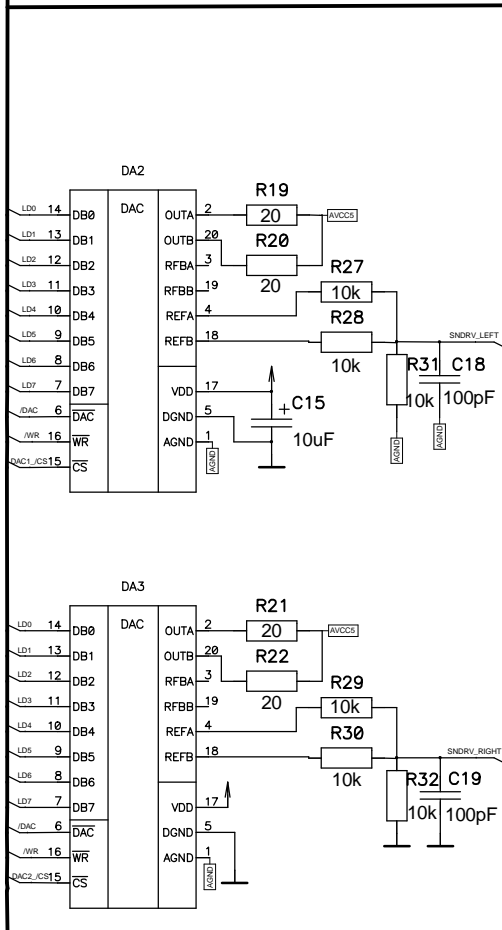 DA2
DAC
LD0 14 DB0 OUTA 2 R19 20 AVCC5
LD1 13 DB1 OUTB 20 R20 20
LD2 12 DB2 RFBA 3
LD3 11 DB3 RFBB 19 R27 10k
LD4 10 DB4 REFA 4
LD5 9 DB5 REFB 18 R28 10k SNDRV_LEFT
LD6 8 DB6 R31 10k C18 100pF
LD7 7 DB7 VDD 17 C15 10uF
/DAC 6 DAC DGND 5 +
/WR 16 WR AGND 1 AGND AGND AGND
DAC1_/CS 15 CS
DA3
DAC
LD0 14 DB0 OUTA 2 R21 20 AVCC5
LD1 13 DB1 OUTB 20 R22 20
LD2 12 DB2 RFBA 3
LD3 11 DB3 RFBB 19 R29 10k
LD4 10 DB4 REFA 4
LD5 9 DB5 REFB 18 R30 10k SNDRV_RIGHT
LD6 8 DB6 R32 10k C19 100pF
LD7 7 DB7 VDD 17
/DAC 6 DAC DGND 5
/WR 16 WR AGND 1 AGND
DAC2_/CS 15 CS